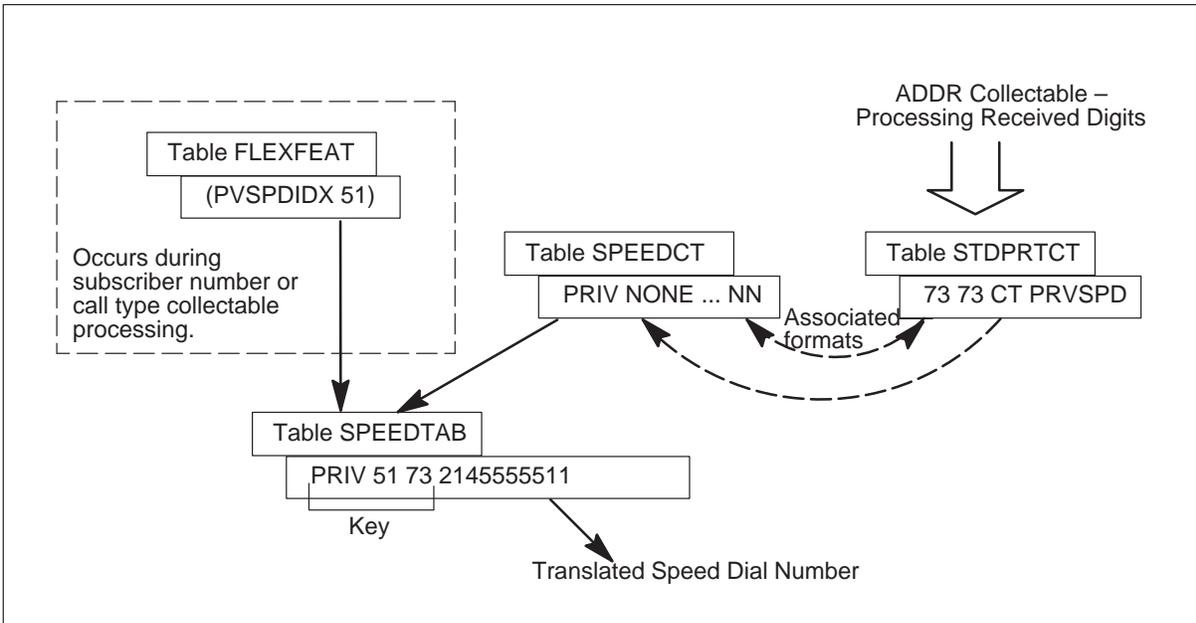 ADDR Collectable –
Processing Received Digits
Table FLEXFEAT
(PVSPDIDX 51)
Occurs during
subscriber number or
call type collectable
processing.
Table SPEEDCT
PRIV NONE ... NN
Table STDPRTCT
73 73 CT PRVSPD
Associated
formats
Table SPEEDTAB
PRIV 51 73 2145555511
Key
Translated Speed Dial Number